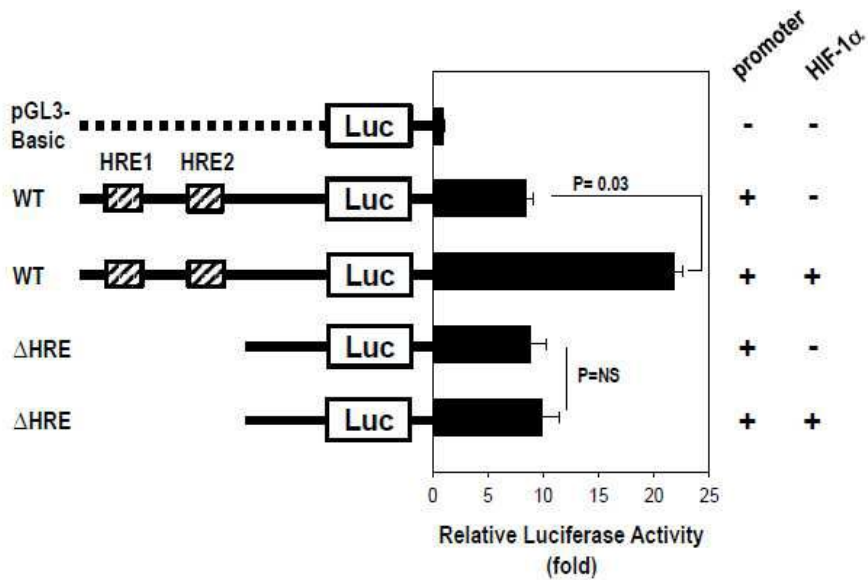 promoter HIF-1α
pGL3-
Basic
Luc
- -
HRE1 HRE2
WT
Luc
P= 0.03
+ -
WT
Luc
+ +
ΔHRE
Luc
+ -
P=NS
ΔHRE
Luc
+ +
0 5 10 15 20 25
Relative Luciferase Activity
(fold)